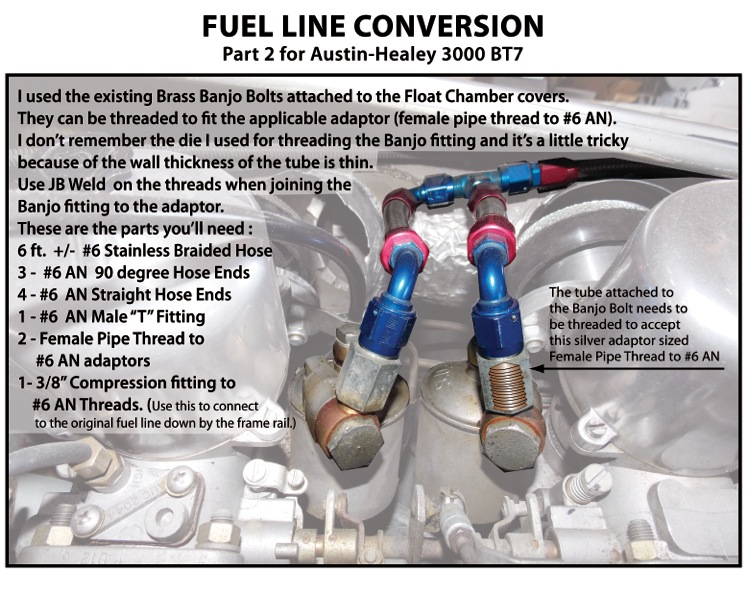 FUEL LINE CONVERSION
Part 2 for Austin-Healey 3000 BT7
I used the existing Brass Banjo Bolts attached to the Float Chamber covers.
They can be threaded to fit the applicable adaptor (female pipe thread to #6 AN).
I don't remember the die I used for threading the Banjo fitting and it's a little tricky
because of the wall thickness of the tube is thin.
Use JB Weld on the threads when joining the
Banjo fitting to the adaptor.
These are the parts you'll need :
6 ft. +/- #6 Stainless Braided Hose
3 - #6 AN 90 degree Hose Ends
4 - #6 AN Straight Hose Ends
1 - #6 AN Male “T” Fitting
2 - Female Pipe Thread to
#6 AN adaptors
1- 3/8” Compression fitting to
#6 AN Threads. (Use this to connect
to the original fuel line down by the frame rail.)
The tube attached to
the Banjo Bolt needs to
be threaded to accept
this silver adaptor sized
Female Pipe Thread to #6 AN